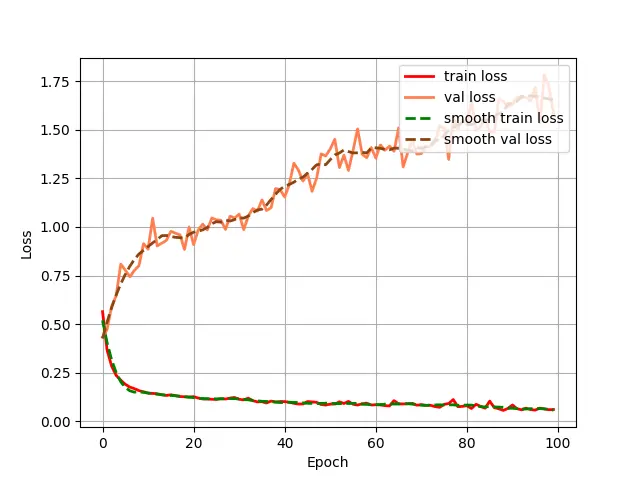 1.75
1.50
1.25
1.00
0.75
0.50
0.25
0.00
Loss
train loss
val loss
smooth train loss
smooth val loss
0 20 40 60 80 100
Epoch